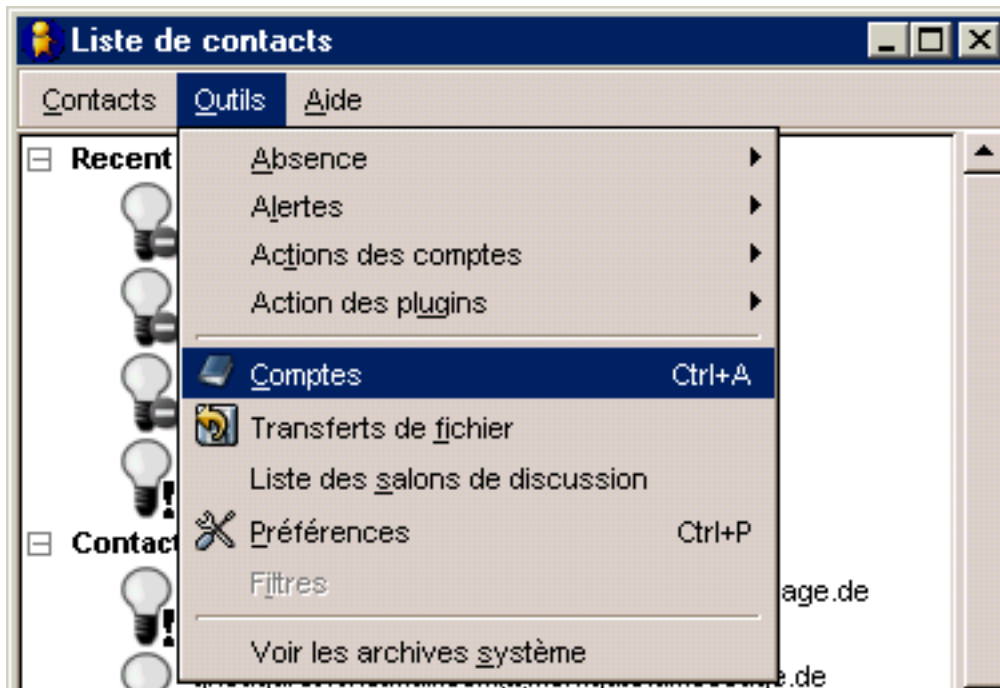 Liste de contacts
Contacts Outils Aide
Recent
Absence
Alertes
Actions des comptes
Action des plugins
Comptes Ctrl+A
Transferts de fichier
Liste des salons de discussion
Préférences Ctrl+P
Contact
Filtres
age.de
Voir les archives système
e.de